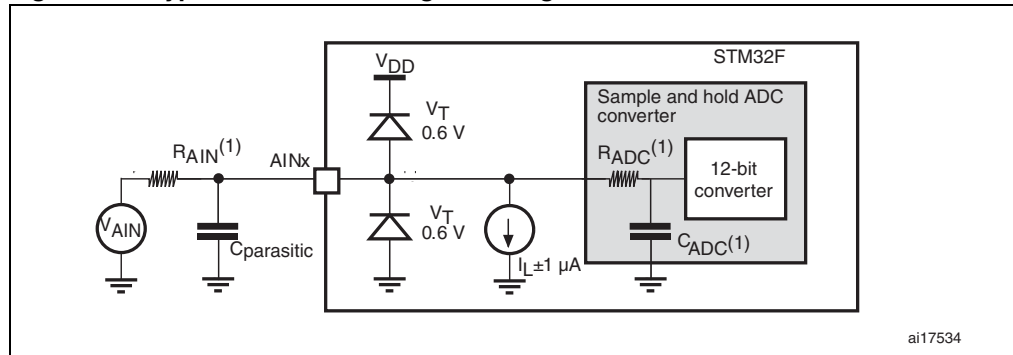 STM32F
VDD
VT
0.6 V
Sample and hold ADC
converter
RAIN(1)
AINx
RADC(1)
12-bit
converter
VAIN
Cparasitic
VT
0.6 V
IL±1 µA
CADC(1)
ai17534